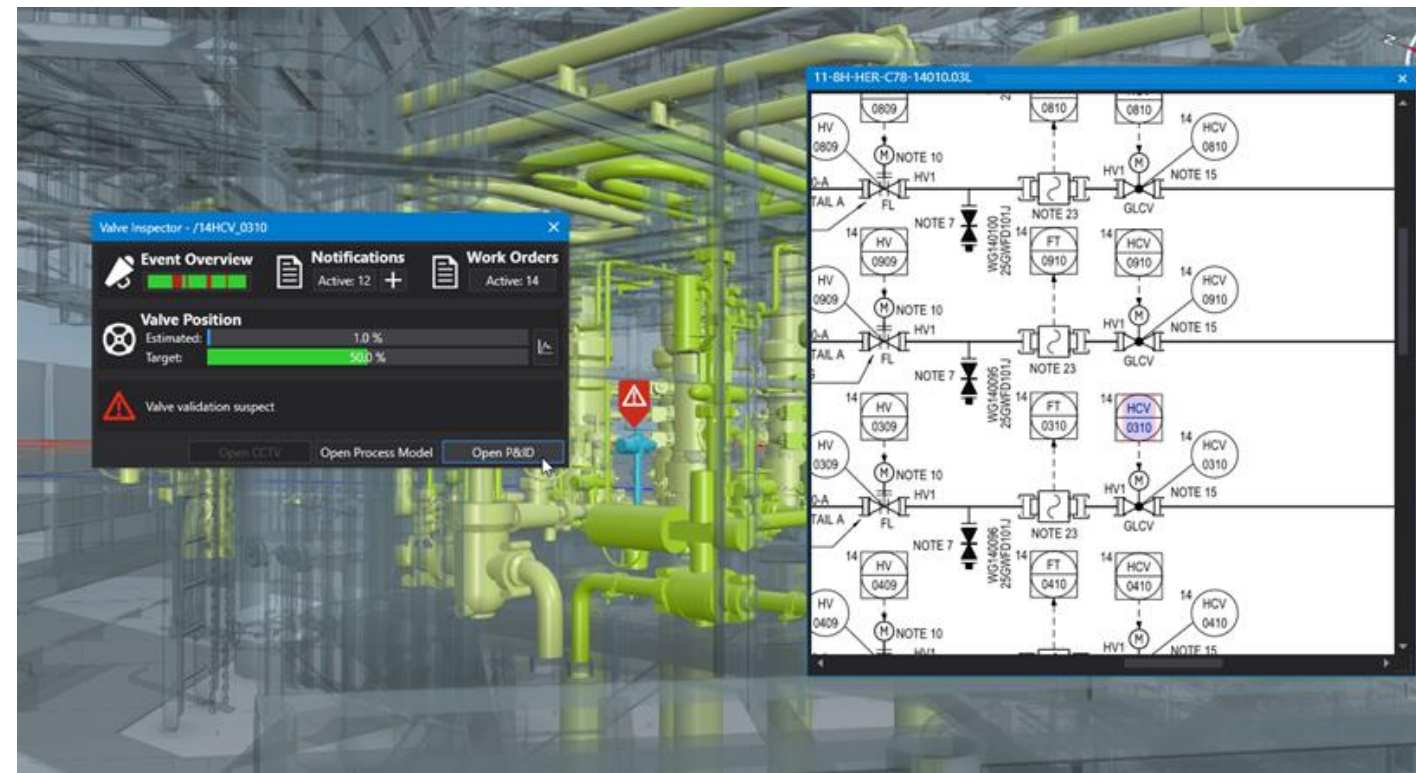 Valve Inspector - /14HCV_0310
Event Overview
Notifications
Active: 12
Work Orders
Active: 14
Valve Position
Estimated: 1.0 %
Target: 50.0 %
Valve validation suspect
Open CCTV
Open Process Model
Open P&ID
11-8H-HER-C78-14010.03L
0809
0810
0810
HV
0809
14
HCV
0810
M
NOTE 10
M
0-A
HV1
HV1
NOTE 15
TAIL A
FL
NOTE 23
GLCV
NOTE 7
WG140100
25GWFD101J
14
HV
0909
FT
0910
14
HCV
0910
HV
0909
14
HCV
0910
M
NOTE 10
M
0-A
HV1
HV1
NOTE 15
TAIL A
FL
NOTE 23
GLCV
NOTE 7
WG140095
25GWFD101J
14
HV
0309
14
FT
0310
14
HCV
0310
HV
0309
14
HCV
0310
M
NOTE 10
M
0-A
HV1
HV1
NOTE 15
TAIL A
FL
NOTE 23
GLCV
NOTE 7
WG140096
25GWFD101J
14
HV
0409
14
FT
0410
14
HCV
0410
HV
0409
14
HCV
0410
M
NOTE 10
M
HV1
HV1
NOTE 15